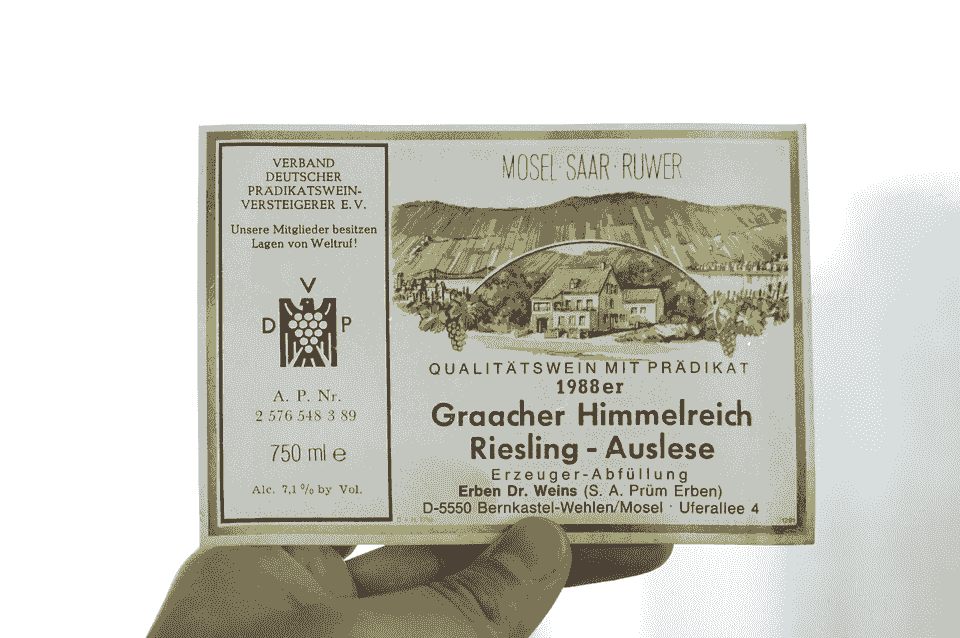 VERBAND
DEUTSCHER
PRÄDIKATSWEIN-
VERSTEIGERER E.V.
Unsere Mitglieder besitzen
Lagen von Weltruf!
V
D P
A. P. Nr.
2 576 548 3 89
750 ml e
Alc. 7,1 % by Vol.
MOSEL · SAAR · RUWER
QUALITÄTSWEIN MIT PRÄDIKAT
1988er
Graacher Himmelreich
Riesling - Auslese
Erzeuger-Abfüllung
Erben Dr. Weins (S. A. Prüm Erben)
D-5550 Bernkastel-Wehlen/Mosel · Uferallee 4